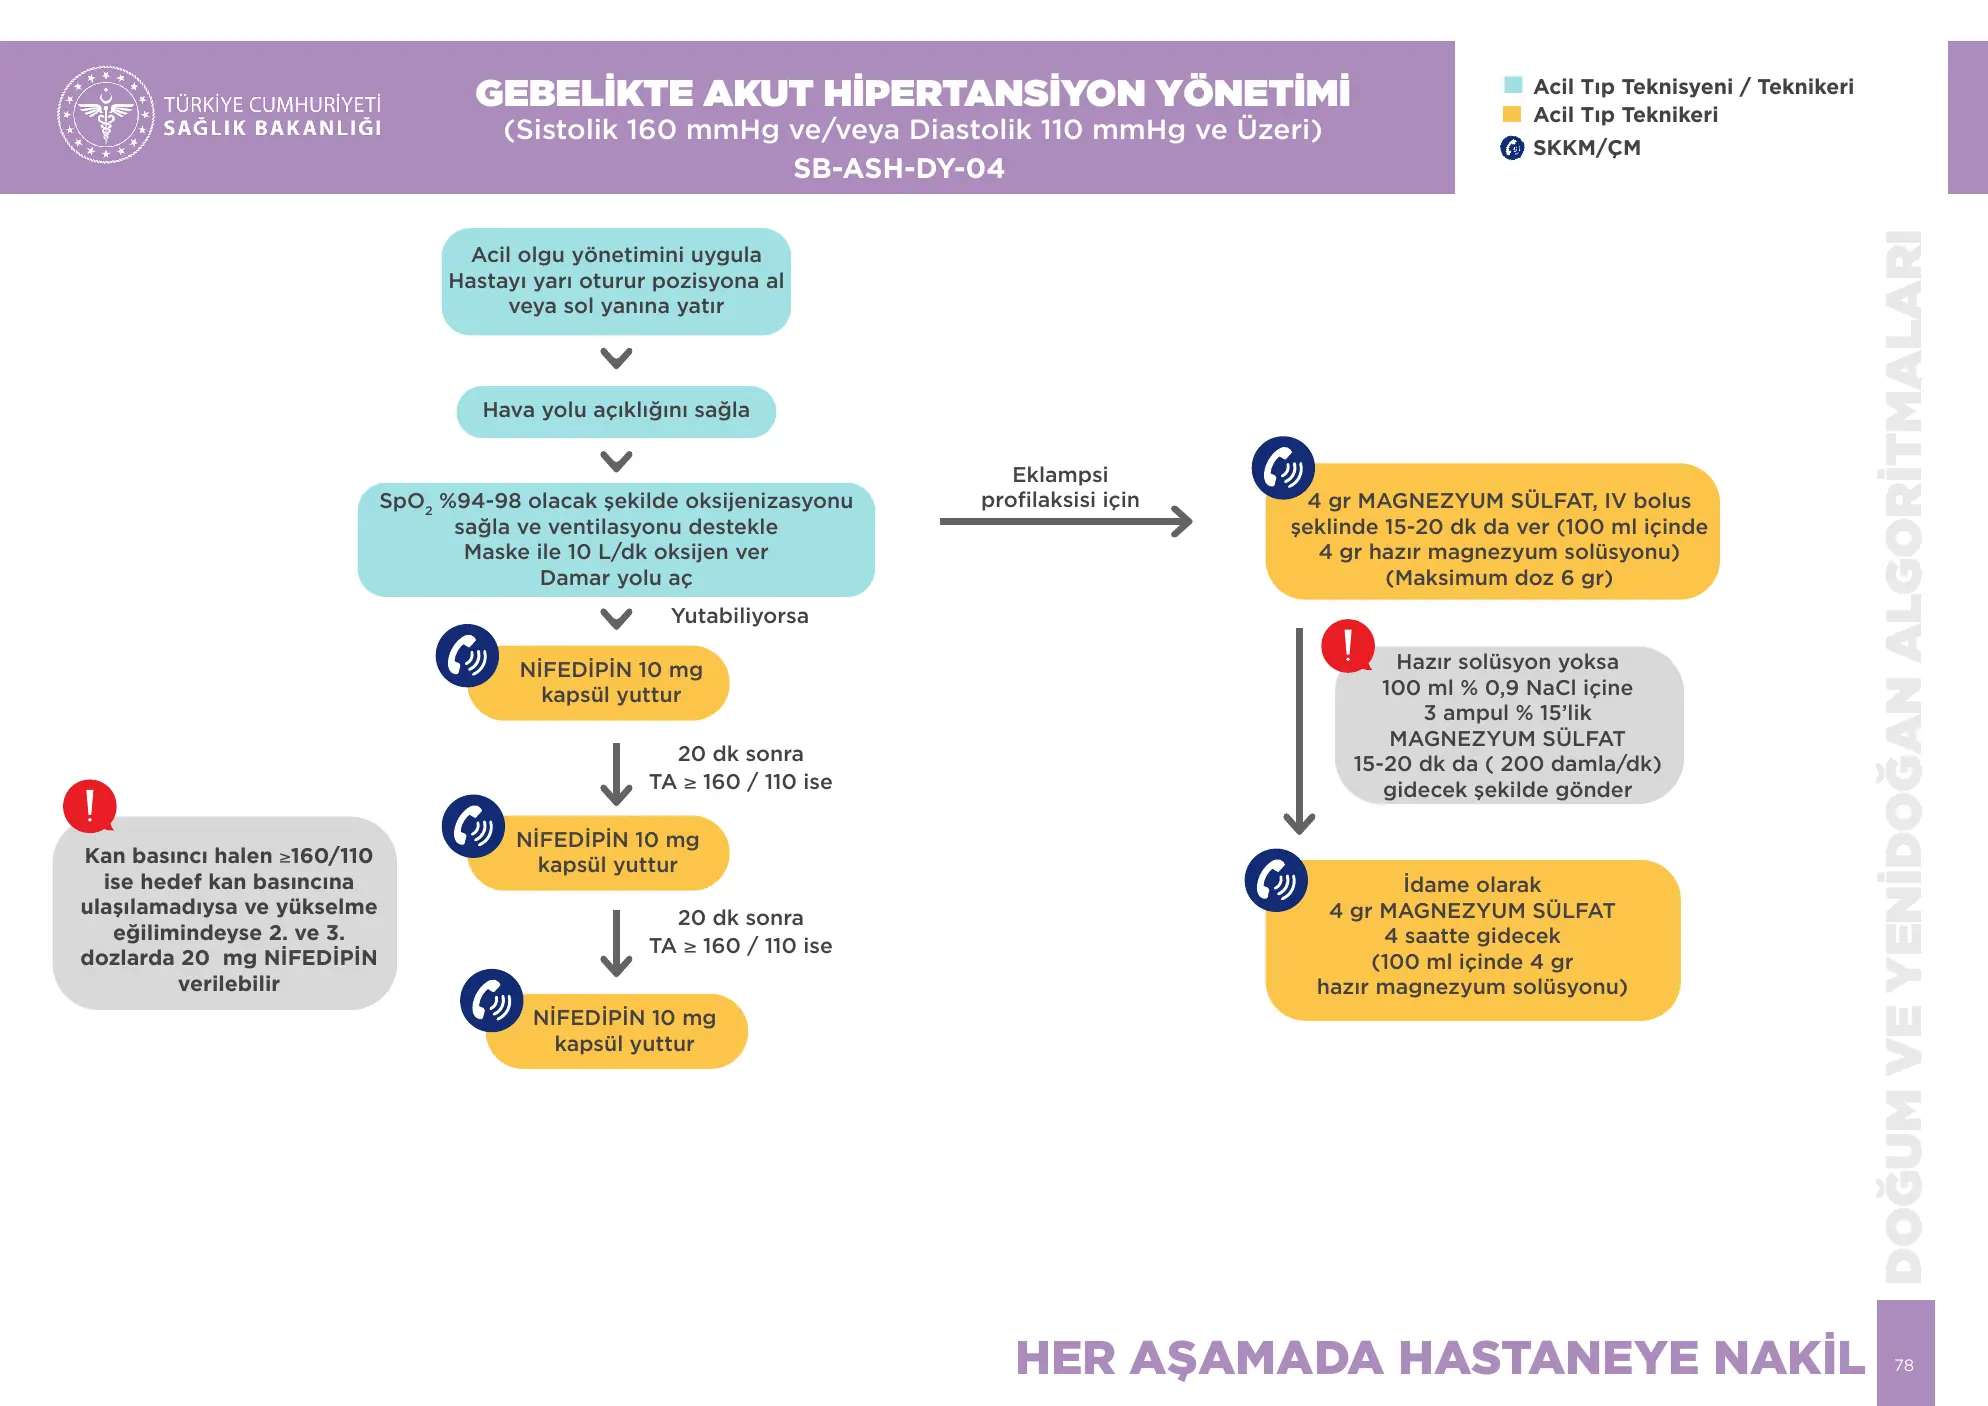 TÜRKİYE CUMHURİYETİ
SAĞLIK BAKANLIĞI
GEBELİKTE AKUT HİPERTANSİYON YÖNETİMİ
(Sistolik 160 mmHg ve/veya Diastolik 110 mmHg ve Üzeri)
SB-ASH-DY-04
Acil Tıp Teknisyeni / Teknikeri
Acil Tıp Teknikeri
SKKM/ÇM
Acil olgu yönetimini uygula
Hastayı yarı oturur pozisyona al
veya sol yanına yatır
Hava yolu açıklığını sağla
SpO₂ %94-98 olacak şekilde oksijenizasyonu
sağla ve ventilasyonu destekle
Maske ile 10 L/dk oksijen ver
Damar yolu aç
Yutabiliyorsa
NİFEDİPİN 10 mg
kapsül yuttur
20 dk sonra
TA ≥ 160 / 110 ise
NİFEDİPİN 10 mg
kapsül yuttur
20 dk sonra
TA ≥ 160 / 110 ise
NİFEDİPİN 10 mg
kapsül yuttur
!
Kan basıncı halen ≥160/110
ise hedef kan basıncına
ulaşılamadıysa ve yükselme
eğilimindeyse 2. ve 3.
dozlarda 20 mg NİFEDİPİN
verilebilir
Eklampsi
profilaksisi için
4 gr MAGNEZYUM SÜLFAT, IV bolus
şeklinde 15-20 dk da ver (100 ml içinde
4 gr hazır magnezyum solüsyonu)
(Maksimum doz 6 gr)
!
Hazır solüsyon yoksa
100 ml % 0,9 NaCl içine
3 ampul % 15’lik
MAGNEZYUM SÜLFAT
15-20 dk da ( 200 damla/dk)
gidecek şekilde gönder
İdame olarak
4 gr MAGNEZYUM SÜLFAT
4 saatte gidecek
(100 ml içinde 4 gr
hazır magnezyum solüsyonu)
DOĞUM VE YENİDOĞAN ALGORİTMALARI
HER AŞAMADA HASTANEYE NAKİL
78